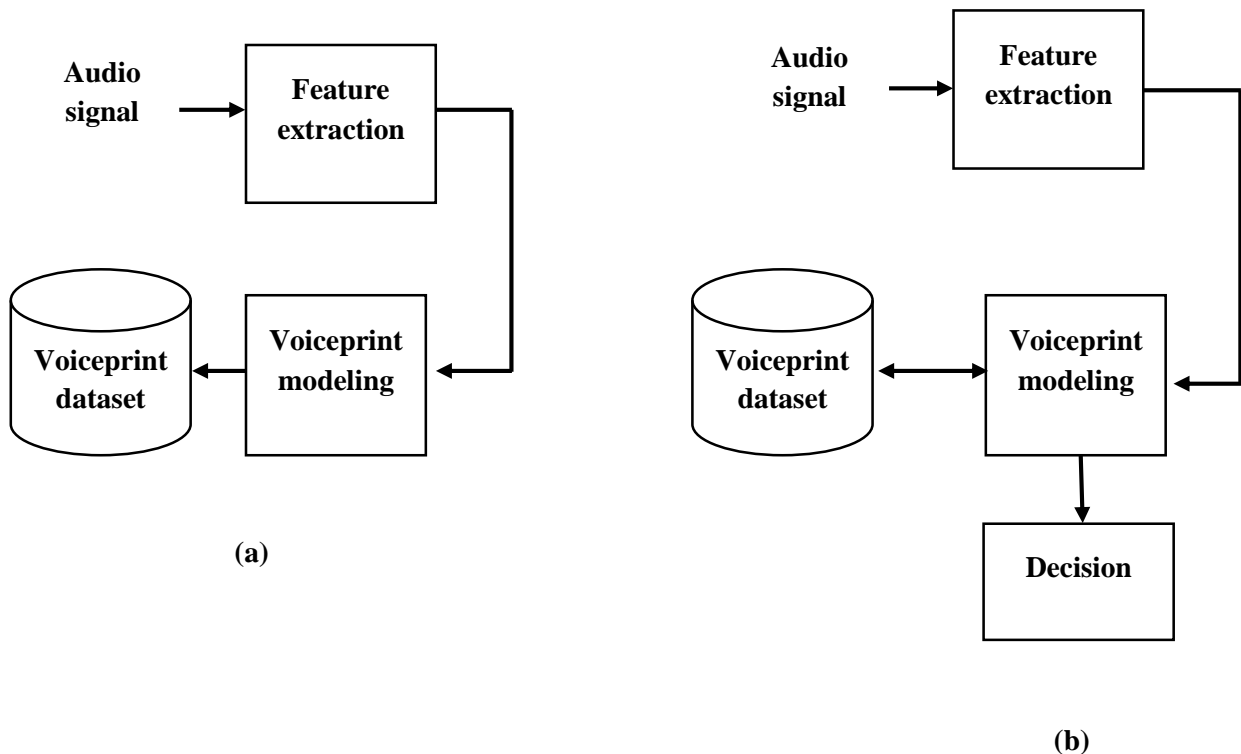 Audio
signal
Feature
extraction
Voiceprint
dataset
Voiceprint
modeling
(a)
Audio
signal
Feature
extraction
Voiceprint
dataset
Voiceprint
modeling
Decision
(b)